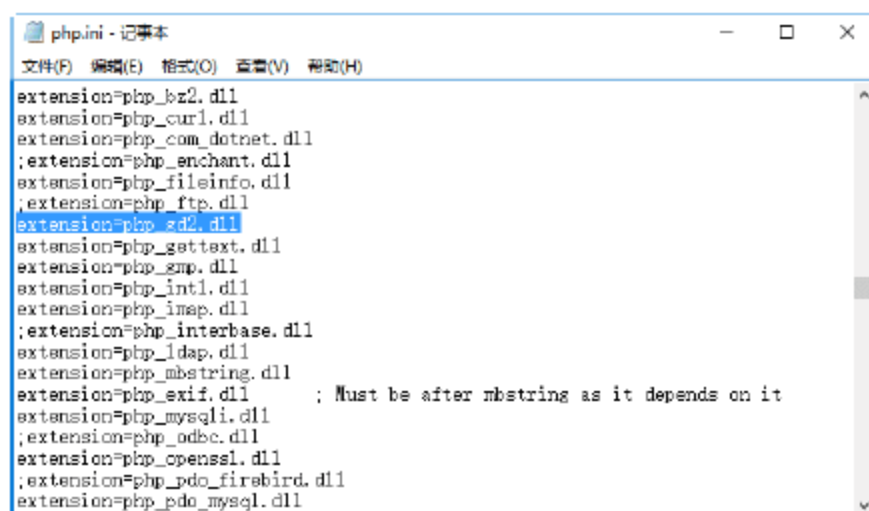 php.ini - 记事本
文件(F) 编辑(E) 格式(O) 查看(V) 帮助(H)
extension=php_bz2.dll
extension=php_curl.dll
extension=php_com_dotnet.dll
;extension=php_enchant.dll
extension=php_fileinfo.dll
;extension=php_ftp.dll
extension=php_gd2.dll
extension=php_gettext.dll
extension=php_gmp.dll
extension=php_intl.dll
extension=php_imap.dll
;extension=php_interbase.dll
extension=php_ldap.dll
extension=php_mbstring.dll
extension=php_exif.dll      ; Must be after mbstring as it depends on it
extension=php_mysqli.dll
;extension=php_odbc.dll
extension=php_openssl.dll
;extension=php_pdo_firebird.dll
extension=php_pdo_mysql.dll